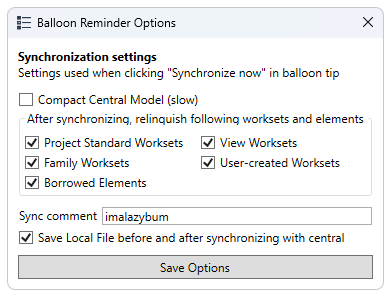 Balloon Reminder Options
Synchronization settings
Settings used when clicking "Synchronize now" in balloon tip
Compact Central Model (slow)
After synchronizing, relinquish following worksets and elements
Project Standard Worksets
View Worksets
Family Worksets
User-created Worksets
Borrowed Elements
Sync comment imalazybum
Save Local File before and after synchronizing with central
Save Options